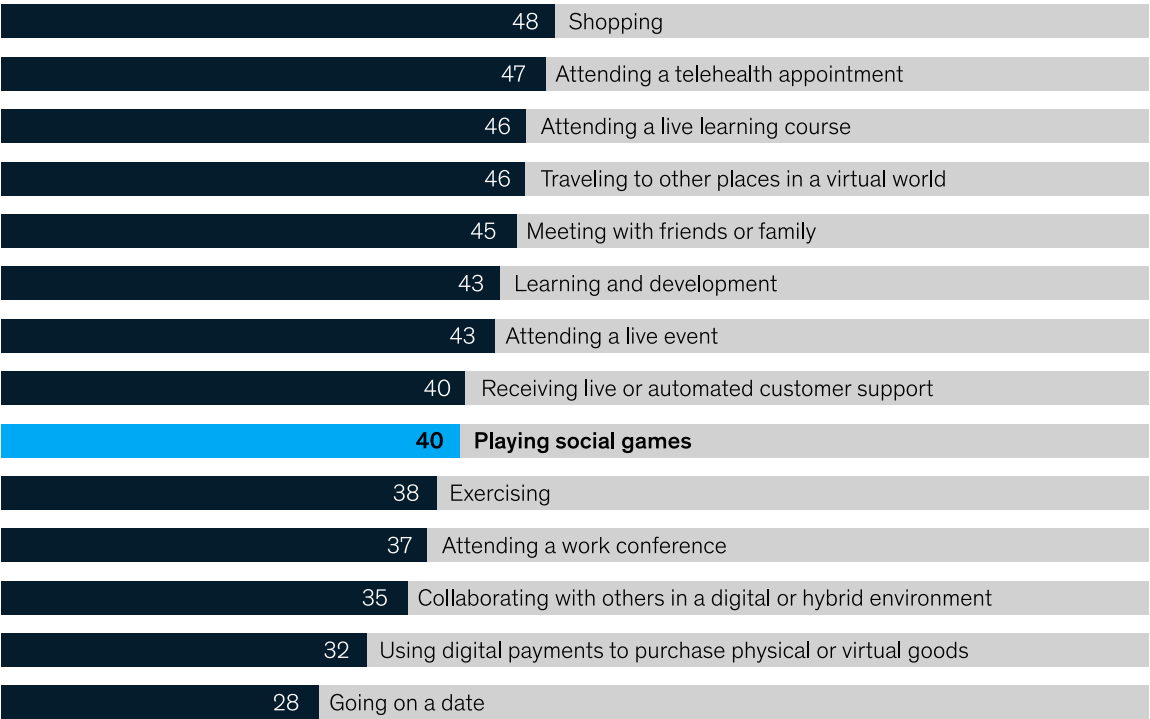 48 Shopping
47 Attending a telehealth appointment
46 Attending a live learning course
46 Traveling to other places in a virtual world
45 Meeting with friends or family
43 Learning and development
43 Attending a live event
40 Receiving live or automated customer support
40 Playing social games
38 Exercising
37 Attending a work conference
35 Collaborating with others in a digital or hybrid environment
32 Using digital payments to purchase physical or virtual goods
28 Going on a date